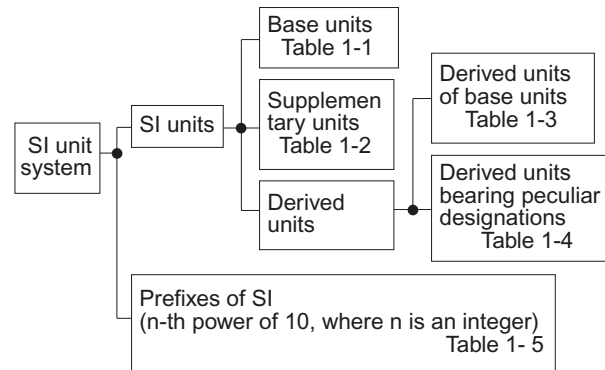 SI unit
system
SI units
Base units
Table 1-1
Supplemen
tary units
Table 1-2
Derived
units
Derived units
of base units
Table 1-3
Derived units
bearing peculiar
designations
Table 1-4
Prefixes of SI
(n-th power of 10, where n is an integer)
Table 1- 5